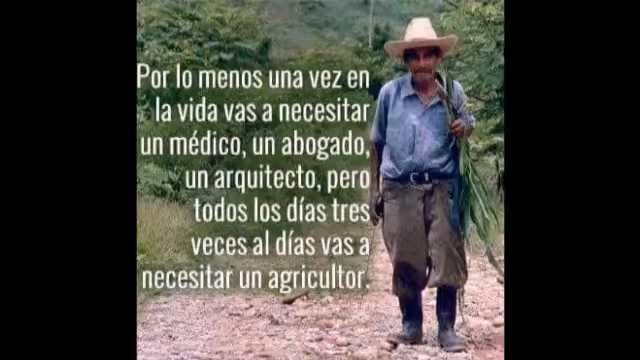 Por lo menos una vez en
la vida vas a necesitar
un médico, un abogado,
un arquitecto, pero
todos los días tres
veces al días vas a
necesitar un agricultor.